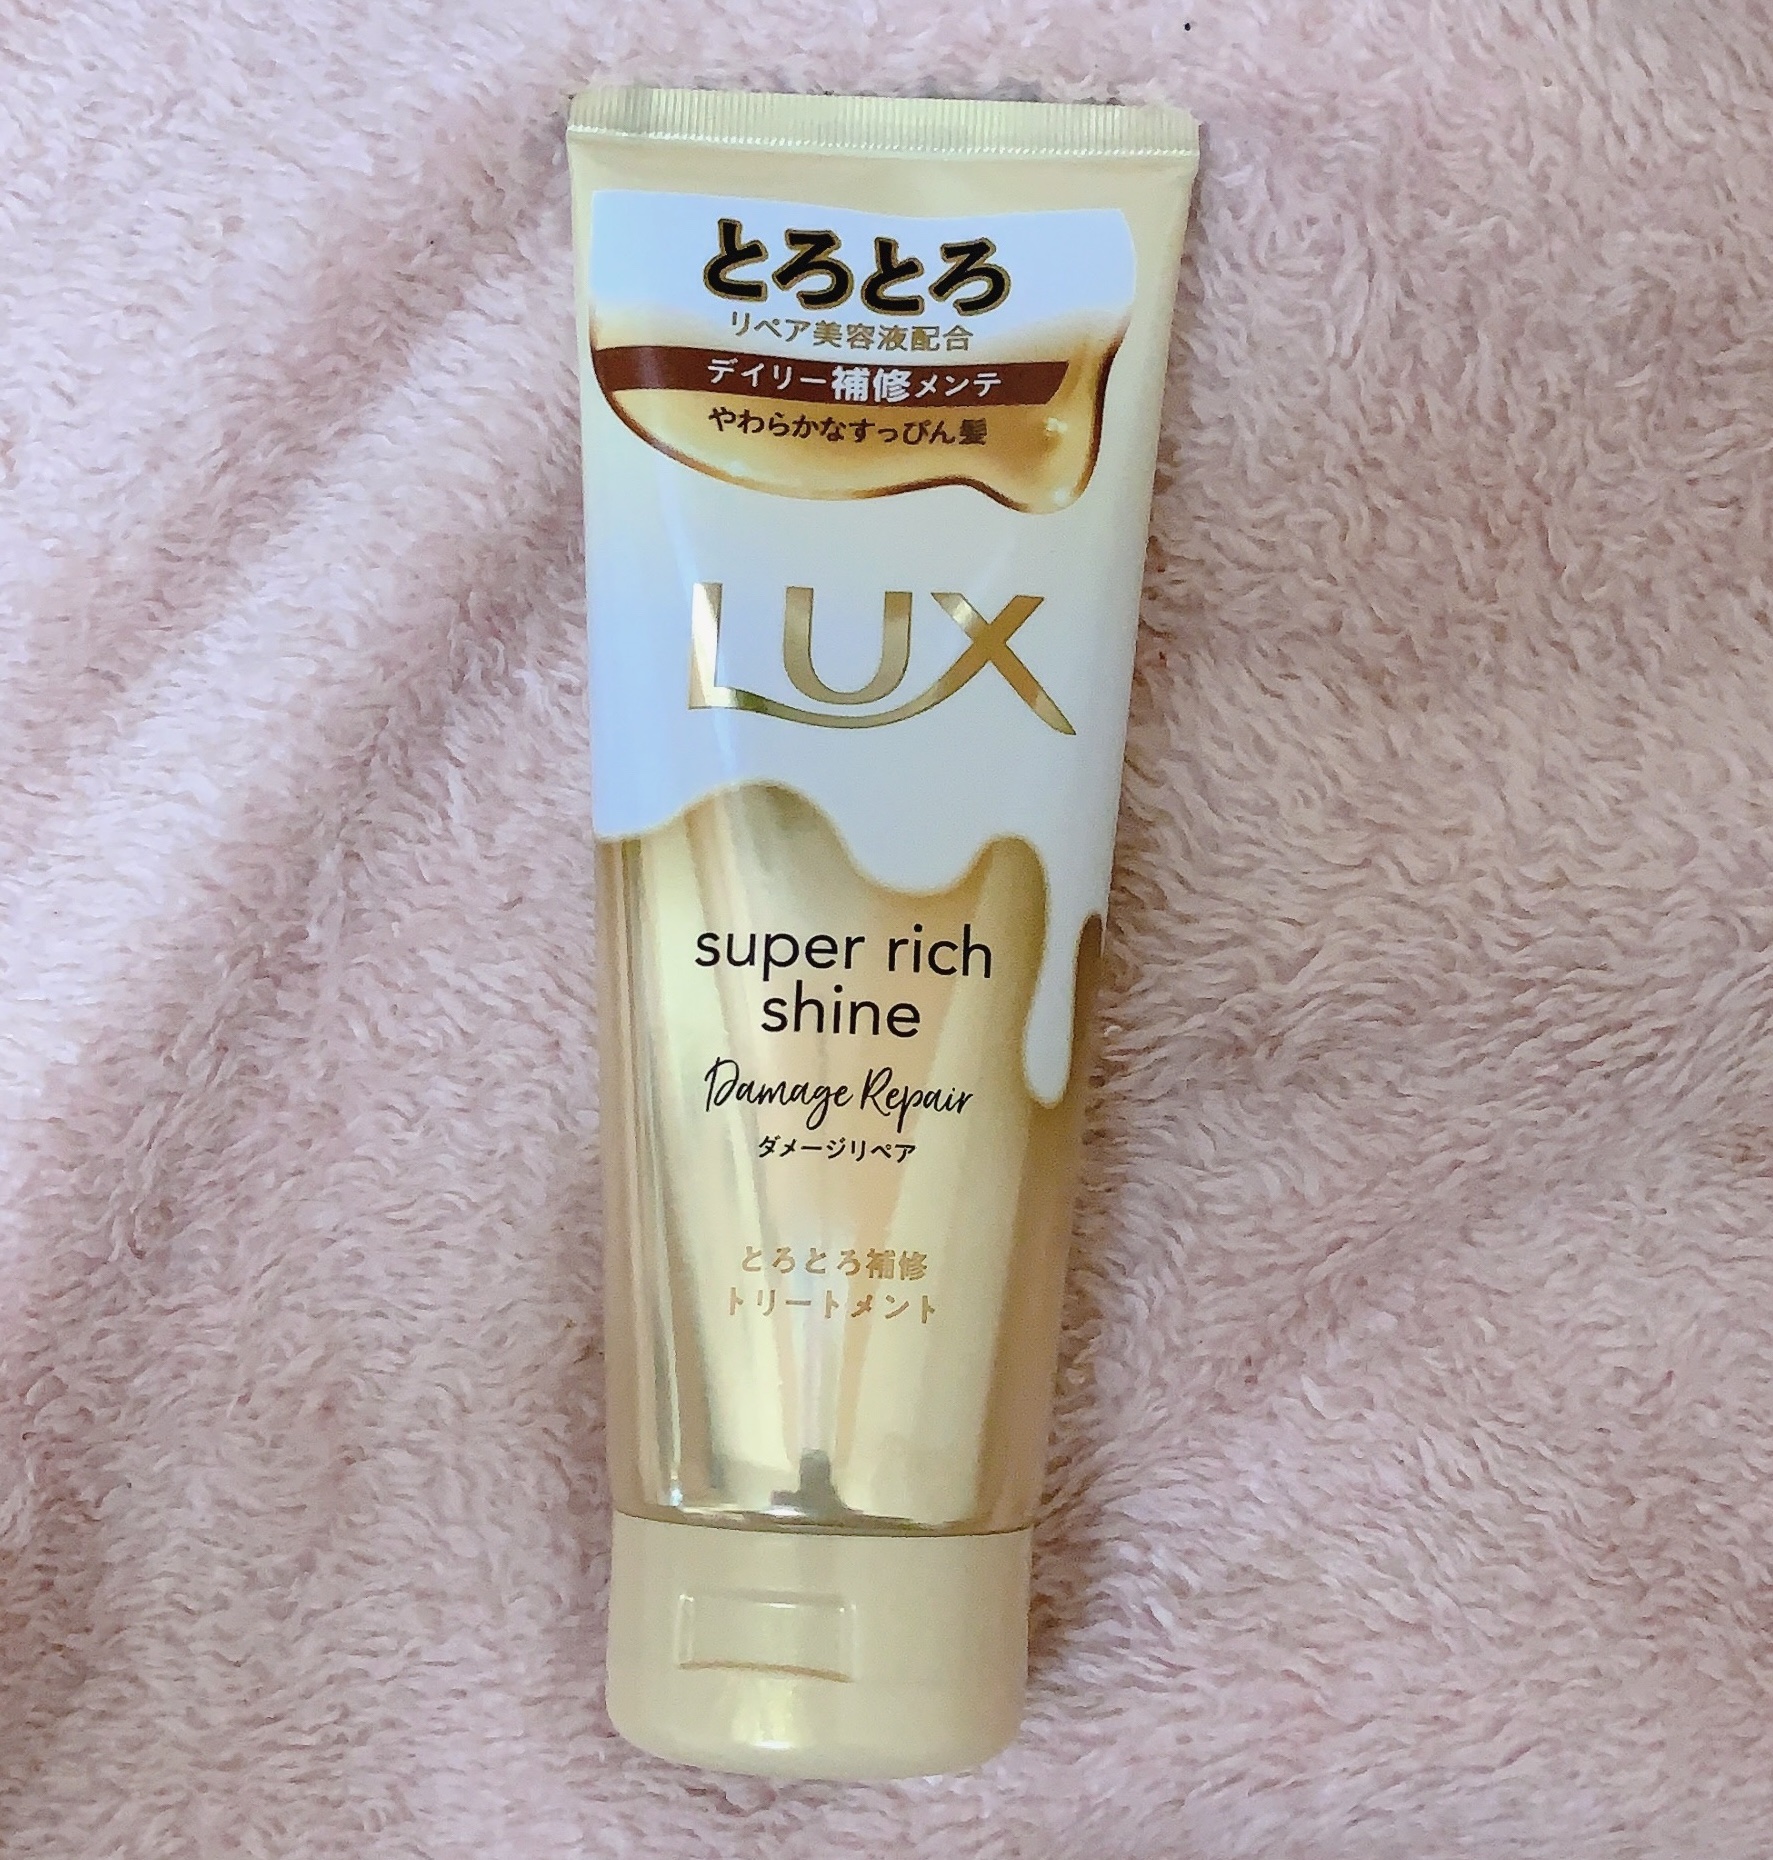 とろとろ
リペア美容液配合
デイリー補修メンテ
やわらかなすっぴん髪
LUX
super rich
shine
Damage Repair
ダメージリペア
とろとろ補修
トリートメント